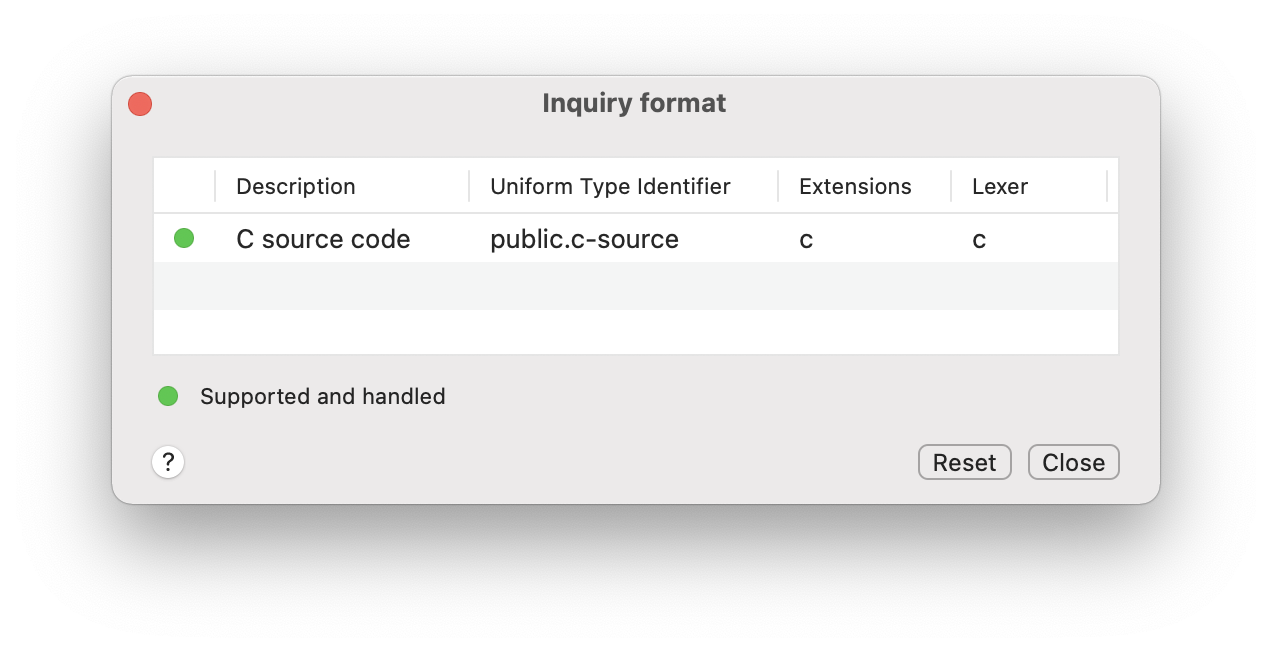 Inquiry format
Description Uniform Type Identifier Extensions Lexer
C source code public.c-source c c
Supported and handled
? Reset Close